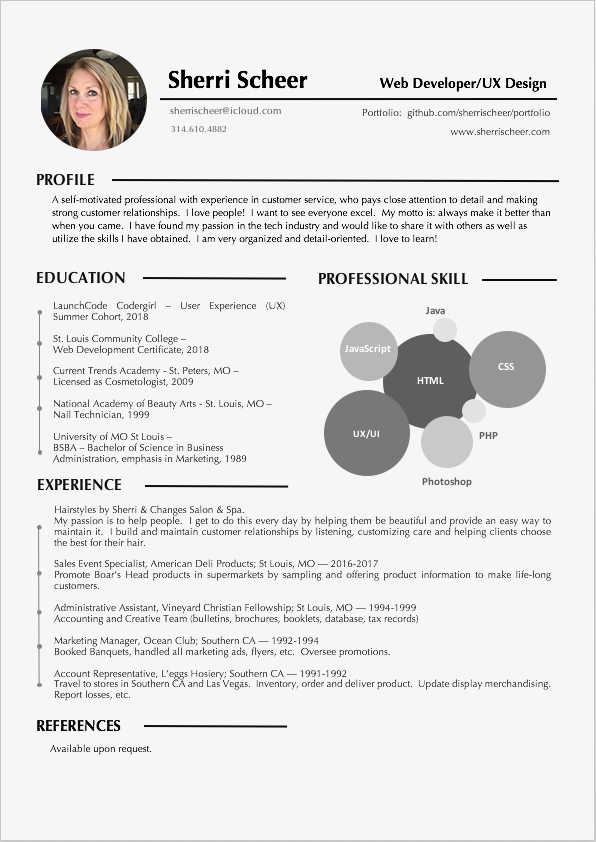 Sherri Scheer
Web Developer/UX Design
sherrischeer@icloud.com
Portfolio: github.com/sherrischeer/portfolio
314.610.4882
www.sherrischeer.com
PROFILE
A self-motivated professional with experience in customer service, who pays close attention to detail and making
strong customer relationships. I love people! I want to see everyone excel. My motto is: always make it better than
when you came. I have found my passion in the tech industry and would like to share it with others as well as
utilize the skills I have obtained. I am very organized and detail-oriented. I love to learn!
EDUCATION
LaunchCode Codergirl – User Experience (UX)
Summer Cohort, 2018
St. Louis Community College –
Web Development Certificate, 2018
Current Trends Academy - St. Peters, MO –
Licensed as Cosmetologist, 2009
National Academy of Beauty Arts - St. Louis, MO –
Nail Technician, 1999
University of MO St Louis –
BSBA – Bachelor of Science in Business
Administration, emphasis in Marketing, 1989
PROFESSIONAL SKILL
Java
JavaScript
CSS
HTML
UX/UI
PHP
Photoshop
EXPERIENCE
Hairstyles by Sherri & Changes Salon & Spa.
My passion is to help people. I get to do this every day by helping them be beautiful and provide an easy way to
maintain it. I build and maintain customer relationships by listening, customizing care and helping clients choose
the best for their hair.
Sales Event Specialist, American Deli Products; St Louis, MO — 2016-2017
Promote Boar's Head products in supermarkets by sampling and offering product information to make life-long
customers.
Administrative Assistant, Vineyard Christian Fellowship; St Louis, MO — 1994-1999
Accounting and Creative Team (bulletins, brochures, booklets, database, tax records)
Marketing Manager, Ocean Club; Southern CA — 1992-1994
Booked Banquets, handled all marketing ads, flyers, etc. Oversee promotions.
Account Representative, L'eggs Hosiery; Southern CA — 1991-1992
Travel to stores in Southern CA and Las Vegas. Inventory, order and deliver product. Update display merchandising.
Report losses, etc.
REFERENCES
Available upon request.